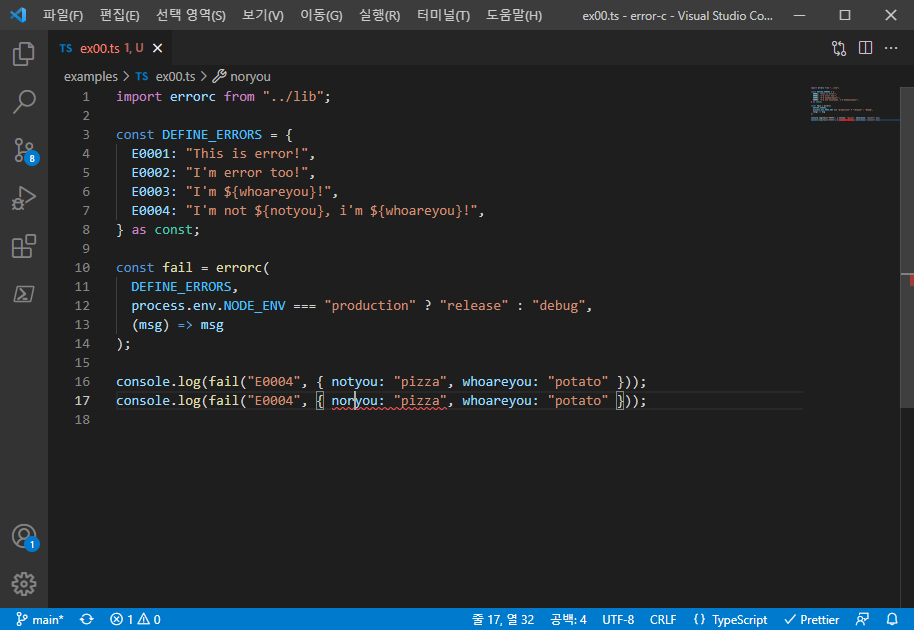 파일(F) 편집(E) 선택 영역(S) 보기(V) 이동(G) 실행(R) 터미널(T) 도움말(H) ex00.ts - error-c - Visual Studio Co...
TS ex00.ts 1, U
examples > TS ex00.ts > noryou
1 import errorc from "../lib";
2
3 const DEFINE_ERRORS = {
4   E0001: "This is error!",
5   E0002: "I'm error too!",
6   E0003: "I'm ${whoareyou}!",
7   E0004: "I'm not ${notyou}, i'm ${whoareyou}!",
8 } as const;
9
10 const fail = errorc(
11   DEFINE_ERRORS,
12   process.env.NODE_ENV === "production" ? "release" : "debug",
13   (msg) => msg
14 );
15
16 console.log(fail("E0004", { notyou: "pizza", whoareyou: "potato" }));
17 console.log(fail("E0004", { noryou: "pizza", whoareyou: "potato" }));
18
8
1
main* 1 0 줄 17, 열 32 공백: 4 UTF-8 CRLF {} TypeScript Prettier